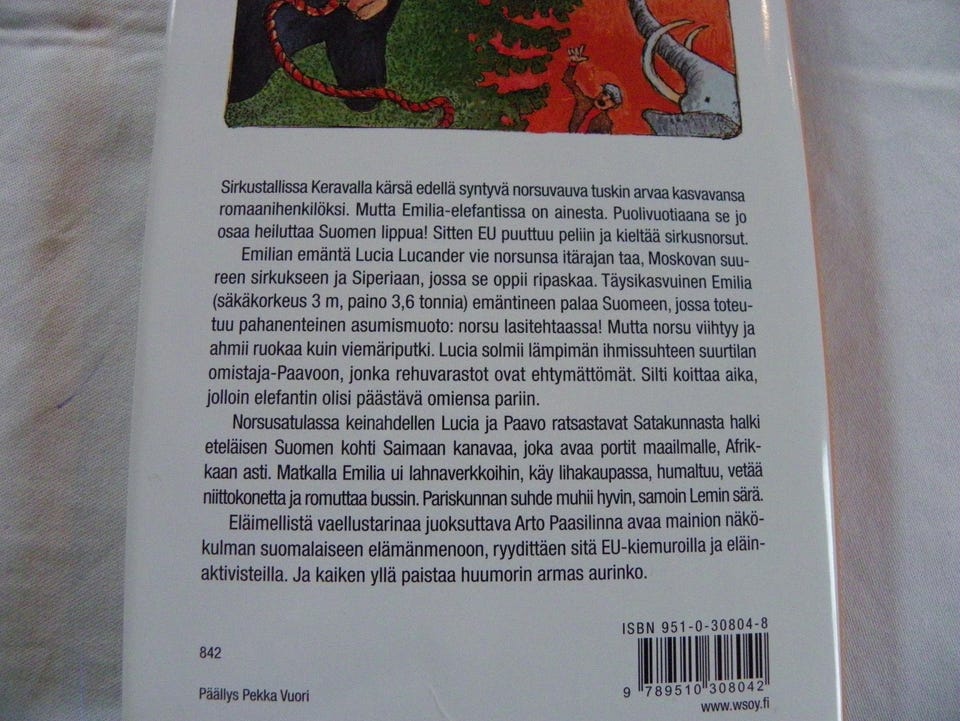 Sirkustallissa Keravalla kärsä edellä syntyvä norsuvauva tuskin arvaa kasvavansa
romaanihenkilöksi. Mutta Emilia-elefantissa on ainesta. Puolivuotiaana se jo
osaa heiluttaa Suomen lippua! Sitten EU puuttuu peliin ja kieltää sirkusnorsut.
Emilian emäntä Lucia Lucander vie norsunsa itärajan taa, Moskovan suu-
reen sirkukseen ja Siperiaan, jossa se oppii ripaskaa. Täysikasvuinen Emilia
(säkäkorkeus 3 m, paino 3,6 tonnia) emäntineen palaa Suomeen, jossa toteu-
tuu pahanenteinen asumismuoto: norsu lasitehtaassa! Mutta norsu viihtyy ja
ahmii ruokaa kuin viemäriputki. Lucia solmii lämpimän ihmissuhteen suurtilan
omistaja-Paavoon, jonka rehuvarastot ovat ehtymättömät. Silti koittaa aika,
jolloin elefantin olisi päästävä omiensa pariin.
Norsusatulassa keinahdellen Lucia ja Paavo ratsastavat Satakunnasta halki
eteläisen Suomen kohti Saimaan kanavaa, joka avaa portit maailmalle, Afrik-
kaan asti. Matkalla Emilia ui lahnaverkkoihin, käy lihakaupassa, humaltuu, vetää
niittokonetta ja romuttaa bussin. Pariskunnan suhde muhii hyvin, samoin Lemin särä.
Eläimellistä vaellustarinaa juoksuttava Arto Paasilinna avaa mainion näkö-
kulman suomalaiseen elämänmenoon, ryydittäen sitä EU-kiemuroilla ja eläin-
aktivisteilla. Ja kaiken yllä paistaa huumorin armas aurinko.
ISBN 951-0-30804-8
842
Päällys Pekka Vuori
9 789510 308042
www.wsoy.fi